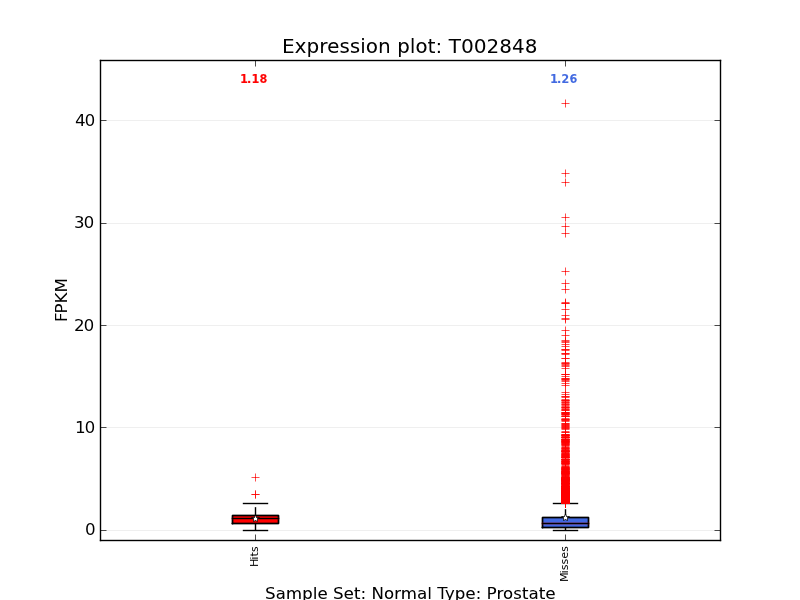 Expression plot: T002848
1.18
1.26
40
30
20
10
0
FPKM
Hits
Misses
Sample Set: Normal Type: Prostate